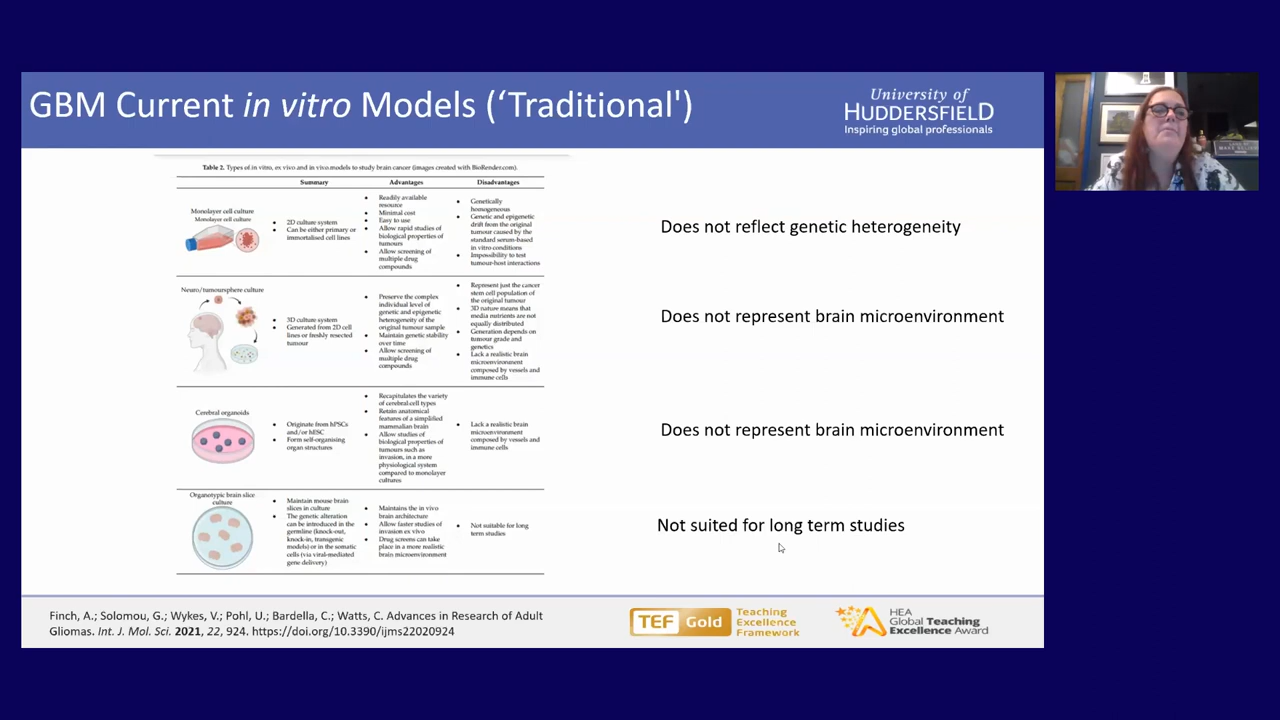 GBM Current in vitro Models (‘Traditional')
University of
HUDDERSFIELD
Inspiring global professionals
Table 2. Types of in vitro, ex vivo and in vivo models to study brain cancer (images created with BioRender.com).
Summary
Advantages
Disadvantages
Monolayer cell culture
Monolayer cell culture
• 2D culture system
• Can be either primary or
immortalised cell lines
• Readily available
resource
• Minimal cost
• Easy to use
• Allow rapid studies of
biological properties of
tumours
• Allow screening of
multiple drug
compounds
• Genetically
homogeneous
• Genetic and epigenetic
drift from the original
tumour caused by the
standard serum-based
in vitro conditions
• Impossibility to test
tumour-host interactions
Does not reflect genetic heterogeneity
Neuro/tumoursphere culture
• 3D culture system
• Generated from 2D cell
lines or freshly resected
tumour
• Preserve the complex
individual level of
genetic and epigenetic
heterogeneity of the
original tumour sample
• Maintain genetic stability
over time
• Allow screening of
multiple drug
compounds
• Represent just the cancer
stem cell population of
the original tumour
• 3D nature means that
media nutrients are not
equally distributed
• Generation depends on
tumour grade and
genetics
• Lack a realistic brain
microenvironment
composed by vessels and
immune cells
Does not represent brain microenvironment
Cerebral organoids
• Originate from hPSCs
and/or hESC
• Form self-organising
organ structures
• Recapitulates the variety
of cerebral cell types
• Retain anatomical
features of a simplified
mammalian brain
• Allow studies of
biological properties of
tumours such as
invasion, in a more
physiological system
compared to monolayer
cultures
• Lack a realistic brain
microenvironment
composed by vessels and
immune cells
Does not represent brain microenvironment
Organotypic brain slice
culture
• Maintain mouse brain
slices in culture
• The genetic alteration
can be introduced in the
germline (knock-out,
knock-in, transgenic
models) or in the somatic
cells (via viral-mediated
gene delivery)
• Maintains the in vivo
brain architecture
• Allow faster studies of
invasion ex vivo
• Drug screens can take
place in a more realistic
brain microenvironment
• Not suitable for long
term studies
Not suited for long term studies
Finch, A.; Solomou, G.; Wykes, V.; Pohl, U.; Bardella, C.; Watts, C. Advances in Research of Adult
Gliomas. Int. J. Mol. Sci. 2021, 22, 924. https://doi.org/10.3390/ijms22020924
TEF Gold
Teaching
Excellence
Framework
HEA
Global Teaching
Excellence Award